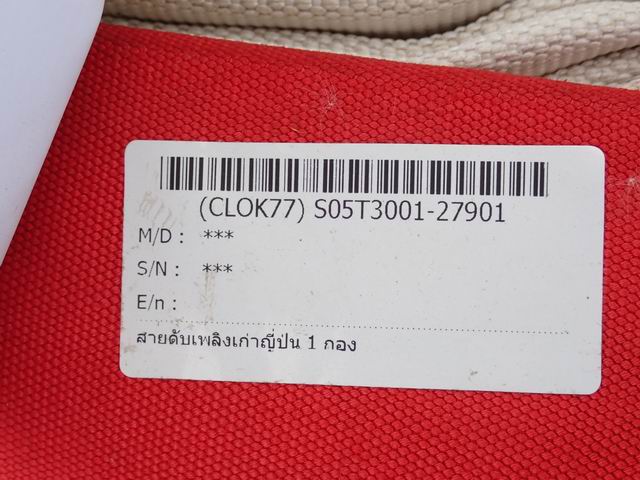 (CLOK77) S05T3001-27901
M/D : ***
S/N : ***
E/n :
สายดับเพลิงเก่าญี่ปุ่น 1 กอง